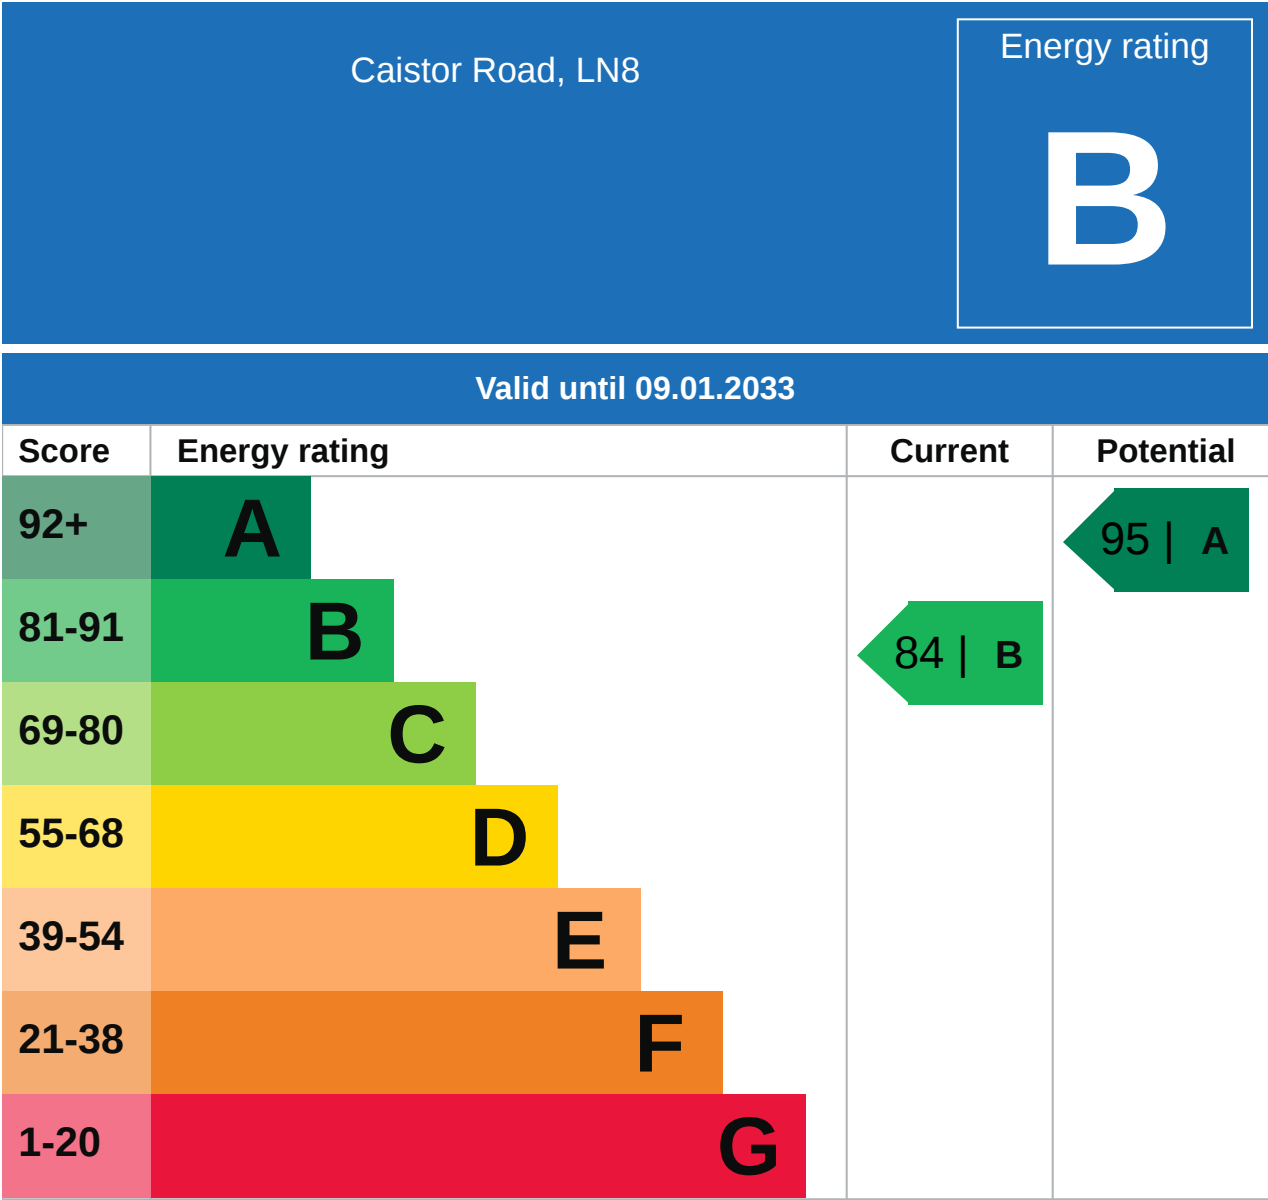 Caistor Road, LN8
Energy rating
B
Valid until 09.01.2033
Score Energy rating Current Potential
92+ A 95 | A
81-91 B 84 | B
69-80 C
55-68 D
39-54 E
21-38 F
1-20 G